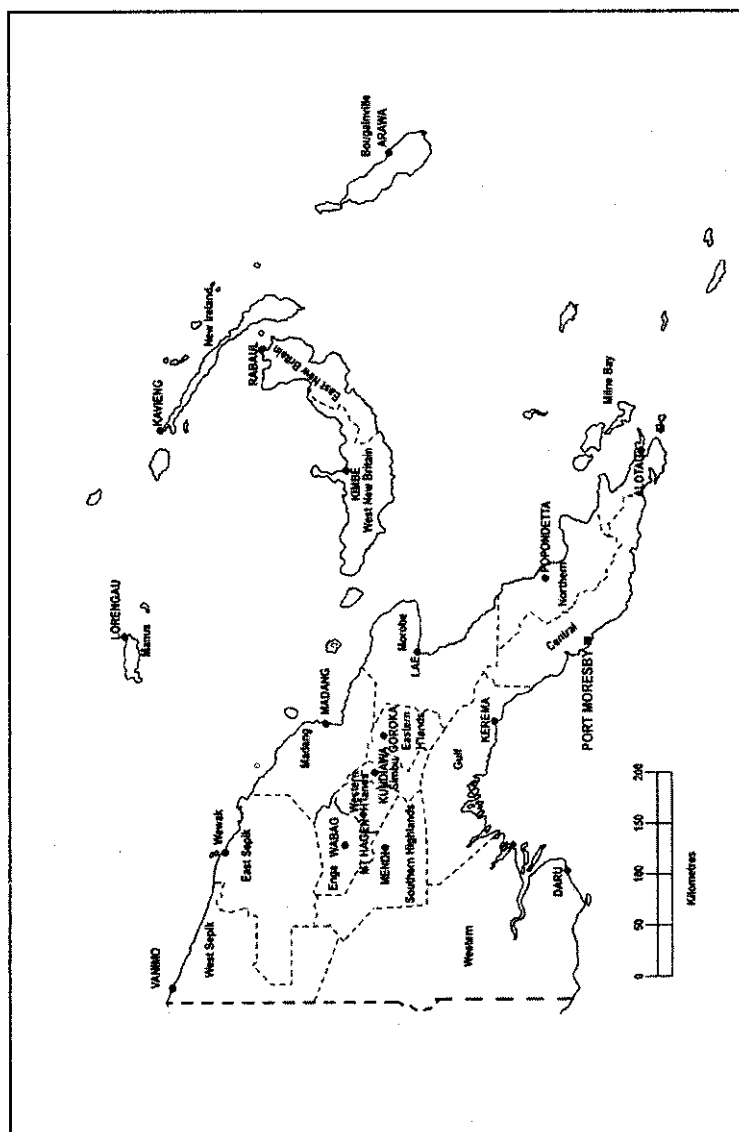 VANIMO
West Sepik
Wewak
East Sepik
Madang
MADANG
LORENGAU
Manus
KAVIENG
New Ireland
RABAUL
East New Britain
KIMBE
West New Britain
Bougainville
ARAWA
Enga
WABAG
Western
H'lands
MT HAGEN
KUNDIAWA
Simbu
GOROKA
Eastern
H'lands
MENDI
Southern Highlands
LAE
Morobe
Western
Gulf
KEREMA
DARU
Central
PORT MORESBY
Northern
POPONDETTA
Milne Bay
ALOTAU
0 50 100 150 200
Kilometres